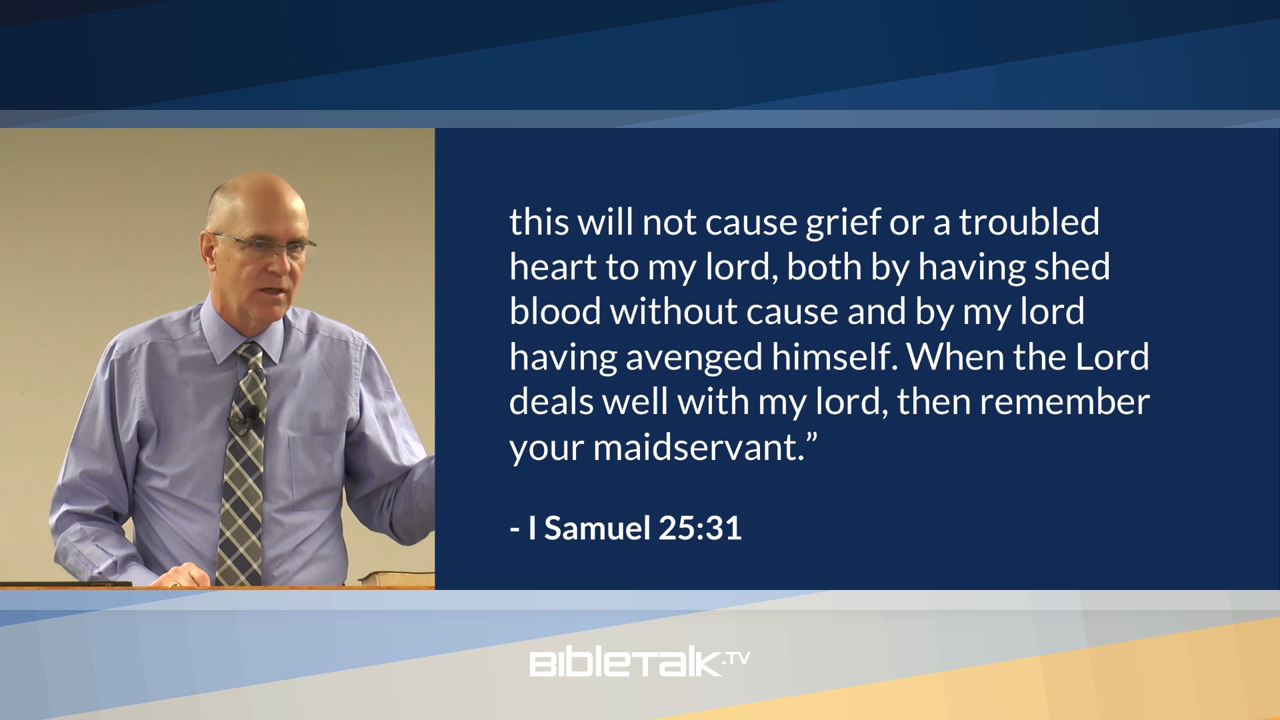 this will not cause grief or a troubled
heart to my lord, both by having shed
blood without cause and by my lord
having avenged himself. When the Lord
deals well with my lord, then remember
your maidservant.”
- I Samuel 25:31
BIBLETALK.TV